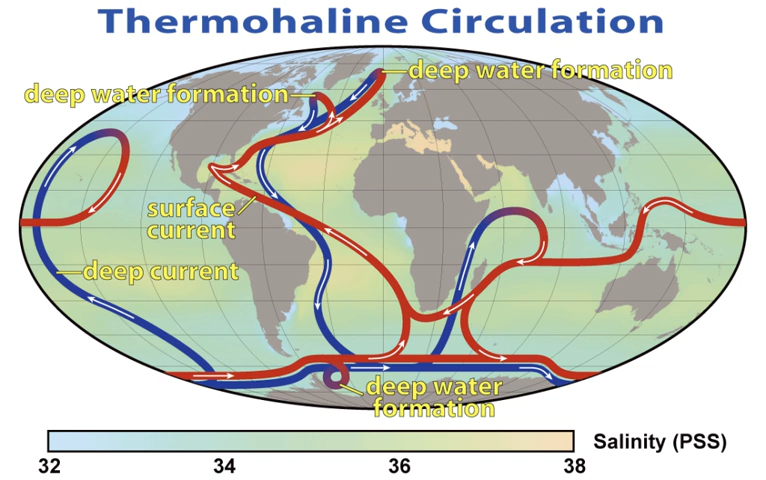 Thermohaline Circulation
deep water formation
deep water formation
surface
current
deep current
deep water
formation
Salinity (PSS)
32 34 36 38